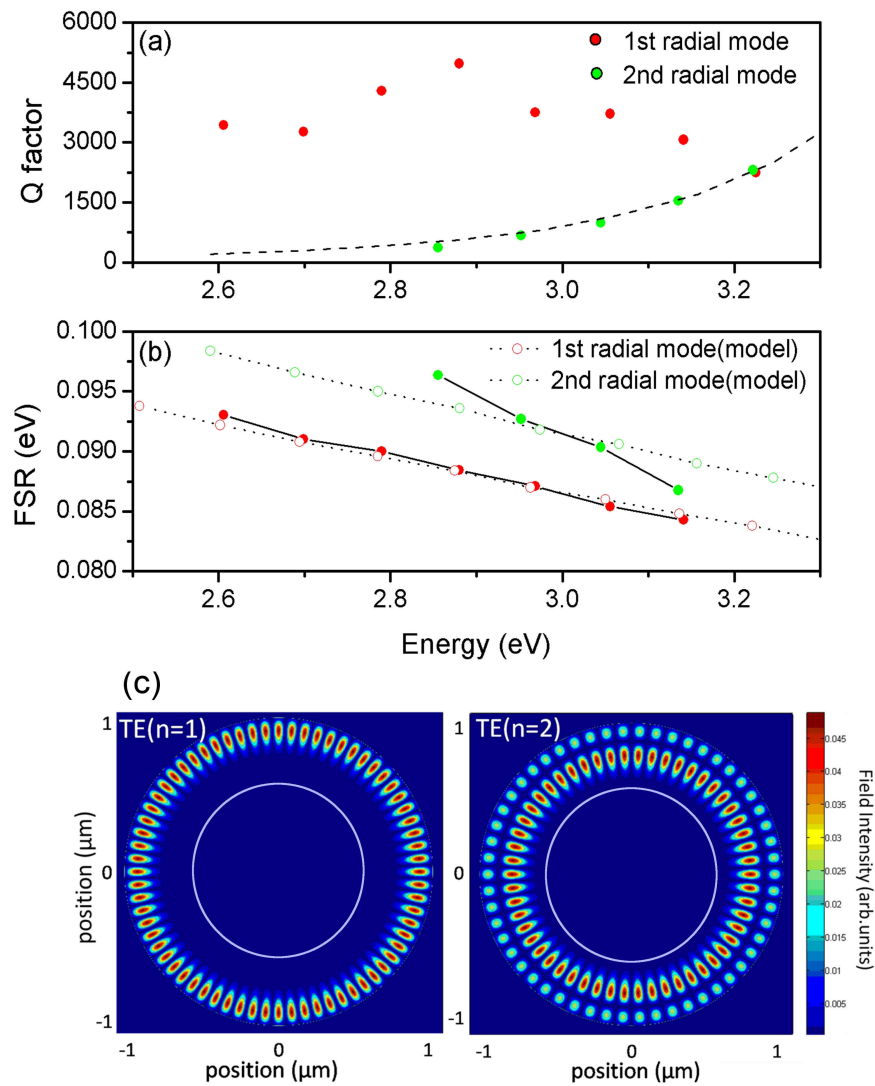 (a)
1st radial mode
2nd radial mode
Q factor
6000
4500
3000
1500
0
2.6 2.8 3.0 3.2
(b)
1st radial mode(model)
2nd radial mode(model)
FSR (eV)
0.100
0.095
0.090
0.085
0.080
2.6 2.8 3.0 3.2
Energy (eV)
(c)
TE(n=1)
position (μm)
1
0
-1
-1 0 1
position (μm)
TE(n=2)
1
0
-1
-1 0 1
position (μm)
0.045
0.04
0.035
0.03
0.025
0.02
0.015
0.01
0.005
Field Intensity (arb.units)